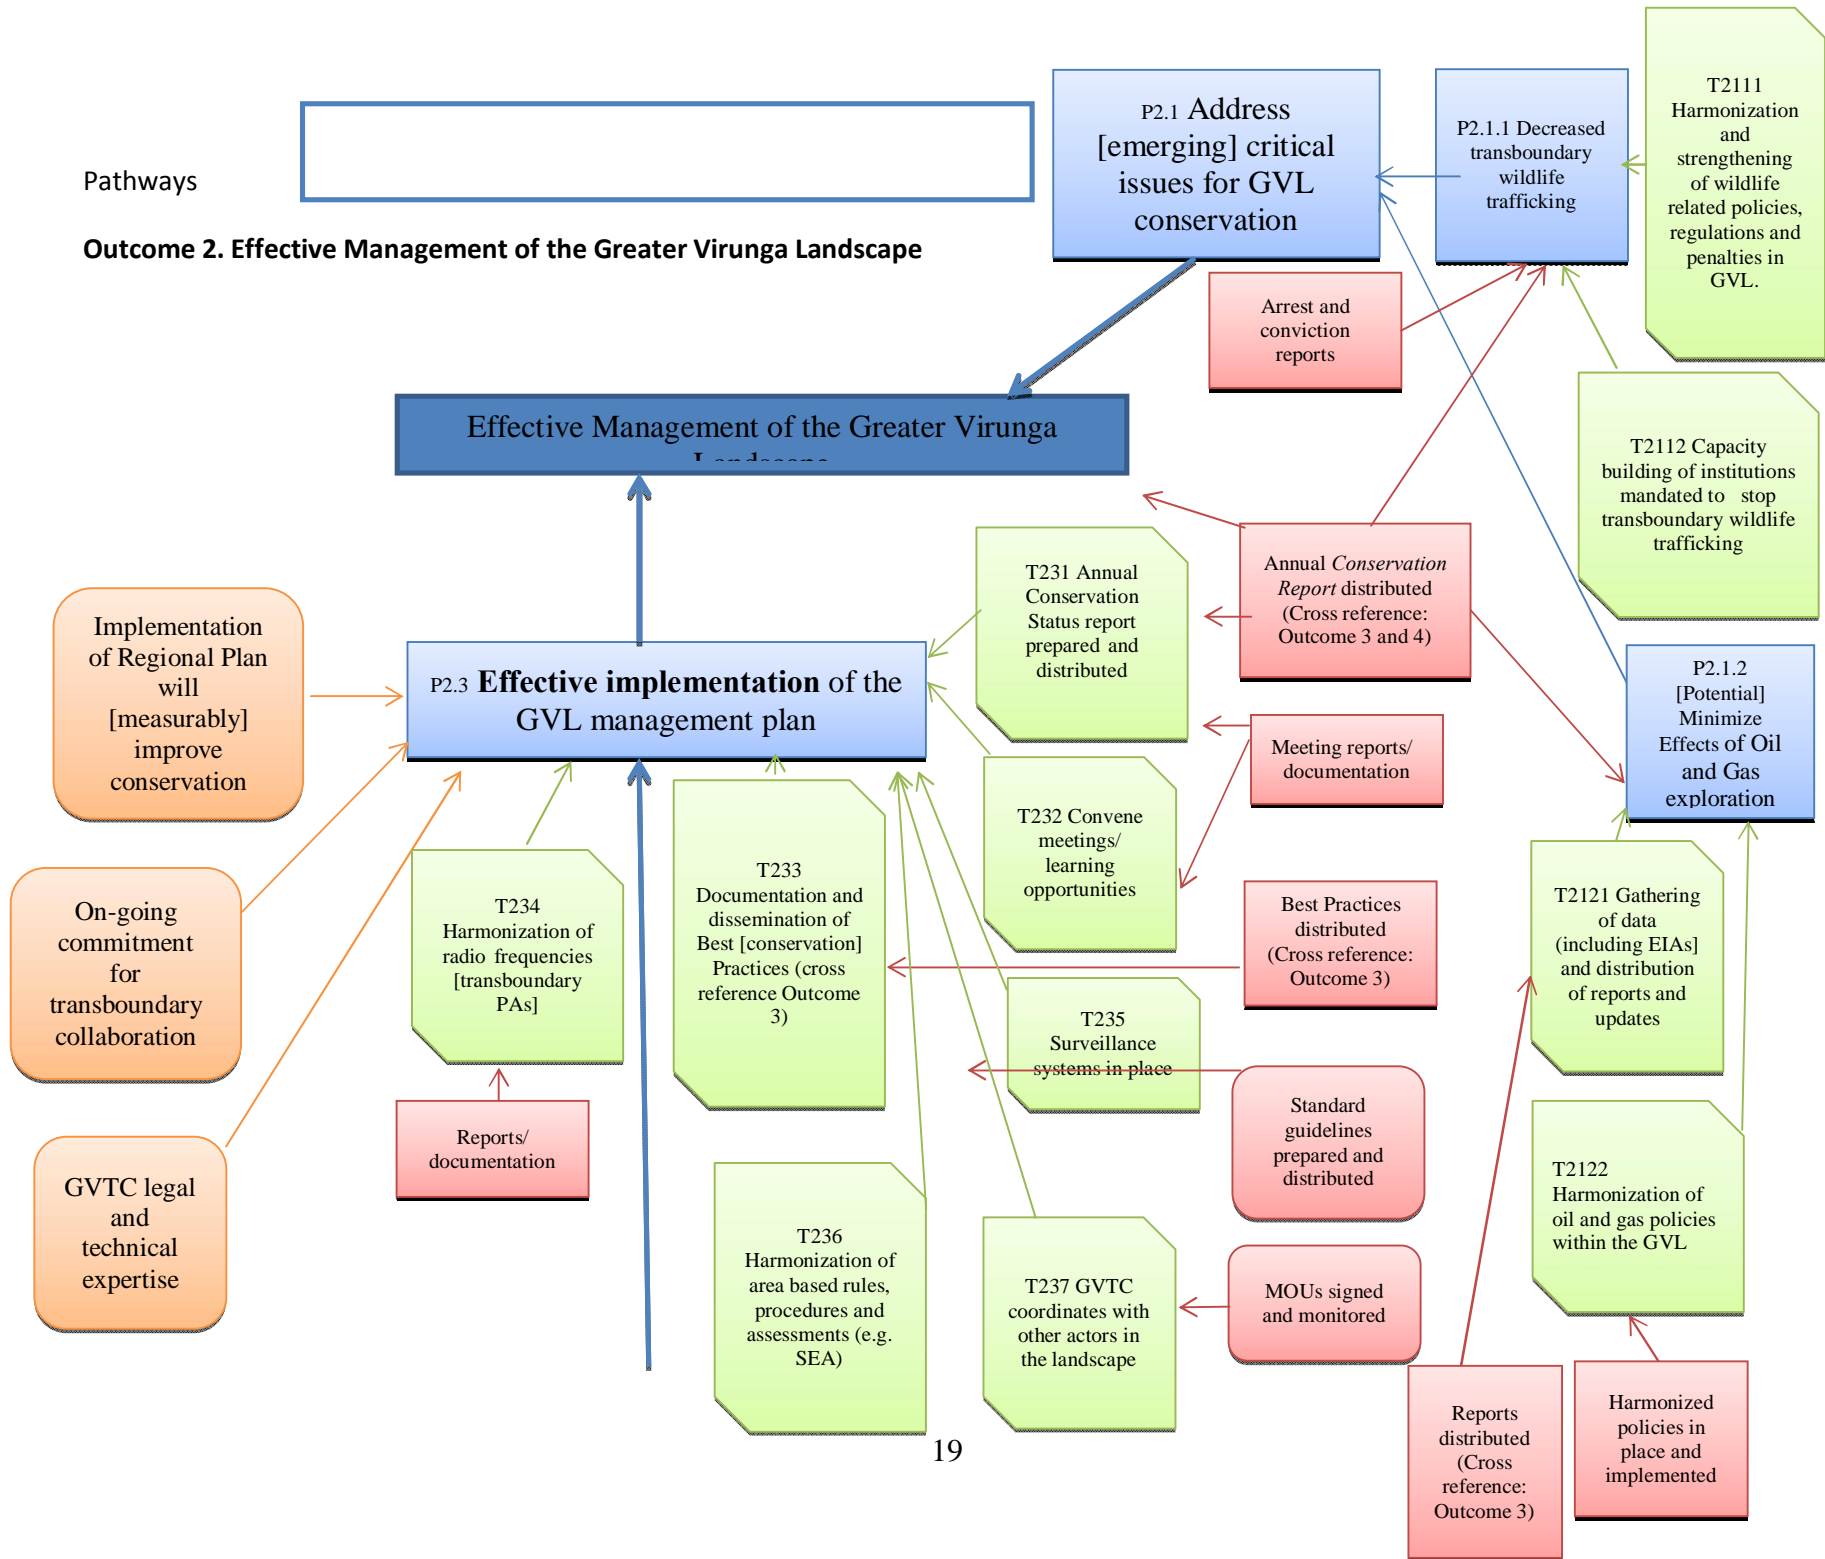 P2.1 Address
[emerging] critical
issues for GVL
conservation
P2.1.1 Decreased
transboundary
wildlife
trafficking
T2111
Harmonization
and
strengthening
of wildlife
related policies,
regulations and
penalties in
GVL.
Pathways
Outcome 2. Effective Management of the Greater Virunga Landscape
Arrest and
conviction
reports
Effective Management of the Greater Virunga
Landscape
T2112 Capacity
building of institutions
mandated to stop
transboundary wildlife
trafficking
T231 Annual
Conservation
Status report
prepared and
distributed
Annual Conservation
Report distributed
(Cross reference:
Outcome 3 and 4)
Implementation
of Regional Plan
will
[measurably]
improve
conservation
P2.3 Effective implementation of the
GVL management plan
P2.1.2
[Potential]
Minimize
Effects of Oil
and Gas
exploration
Meeting reports/
documentation
T232 Convene
meetings/
learning
opportunities
On-going
commitment
for
transboundary
collaboration
T234
Harmonization of
radio frequencies
[transboundary
PAs]
T233
Documentation and
dissemination of
Best [conservation]
Practices (cross
reference Outcome
3)
Best Practices
distributed
(Cross reference:
Outcome 3)
T2121 Gathering
of data
(including EIAs]
and distribution
of reports and
updates
T235
Surveillance
systems in place
Standard
guidelines
prepared and
distributed
Reports/
documentation
GVTC legal
and
technical
expertise
T236
Harmonization of
area based rules,
procedures and
assessments (e.g.
SEA)
T237 GVTC
coordinates with
other actors in
the landscape
MOUs signed
and monitored
T2122
Harmonization of
oil and gas policies
within the GVL
Reports
distributed
(Cross
reference:
Outcome 3)
Harmonized
policies in
place and
implemented
19